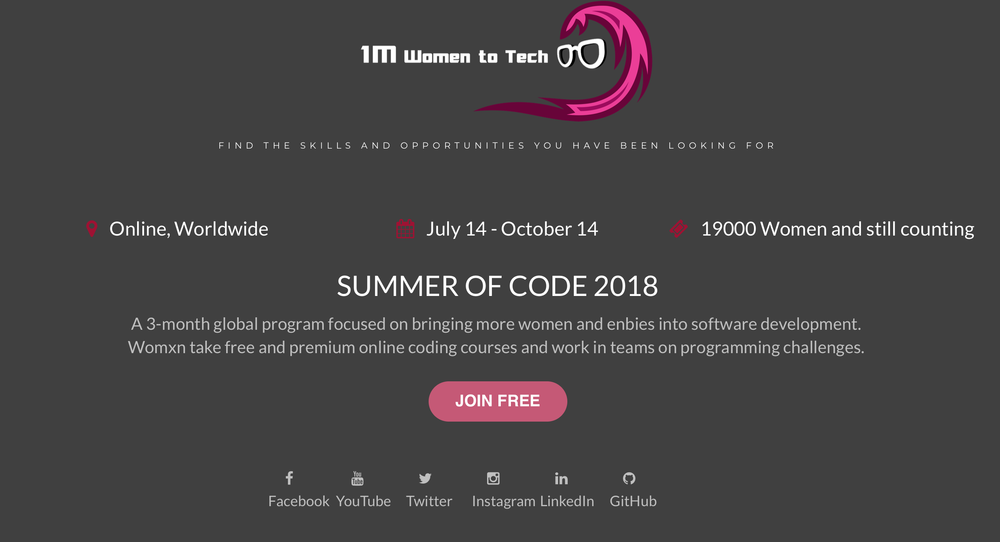 1M Women to Tech
FIND THE SKILLS AND OPPORTUNITIES YOU HAVE BEEN LOOKING FOR
Online, Worldwide
July 14 - October 14
19000 Women and still counting
SUMMER OF CODE 2018
A 3-month global program focused on bringing more women and enbies into software development.
Womxn take free and premium online coding courses and work in teams on programming challenges.
JOIN FREE
You
Tube
Facebook YouTube Twitter Instagram LinkedIn GitHub